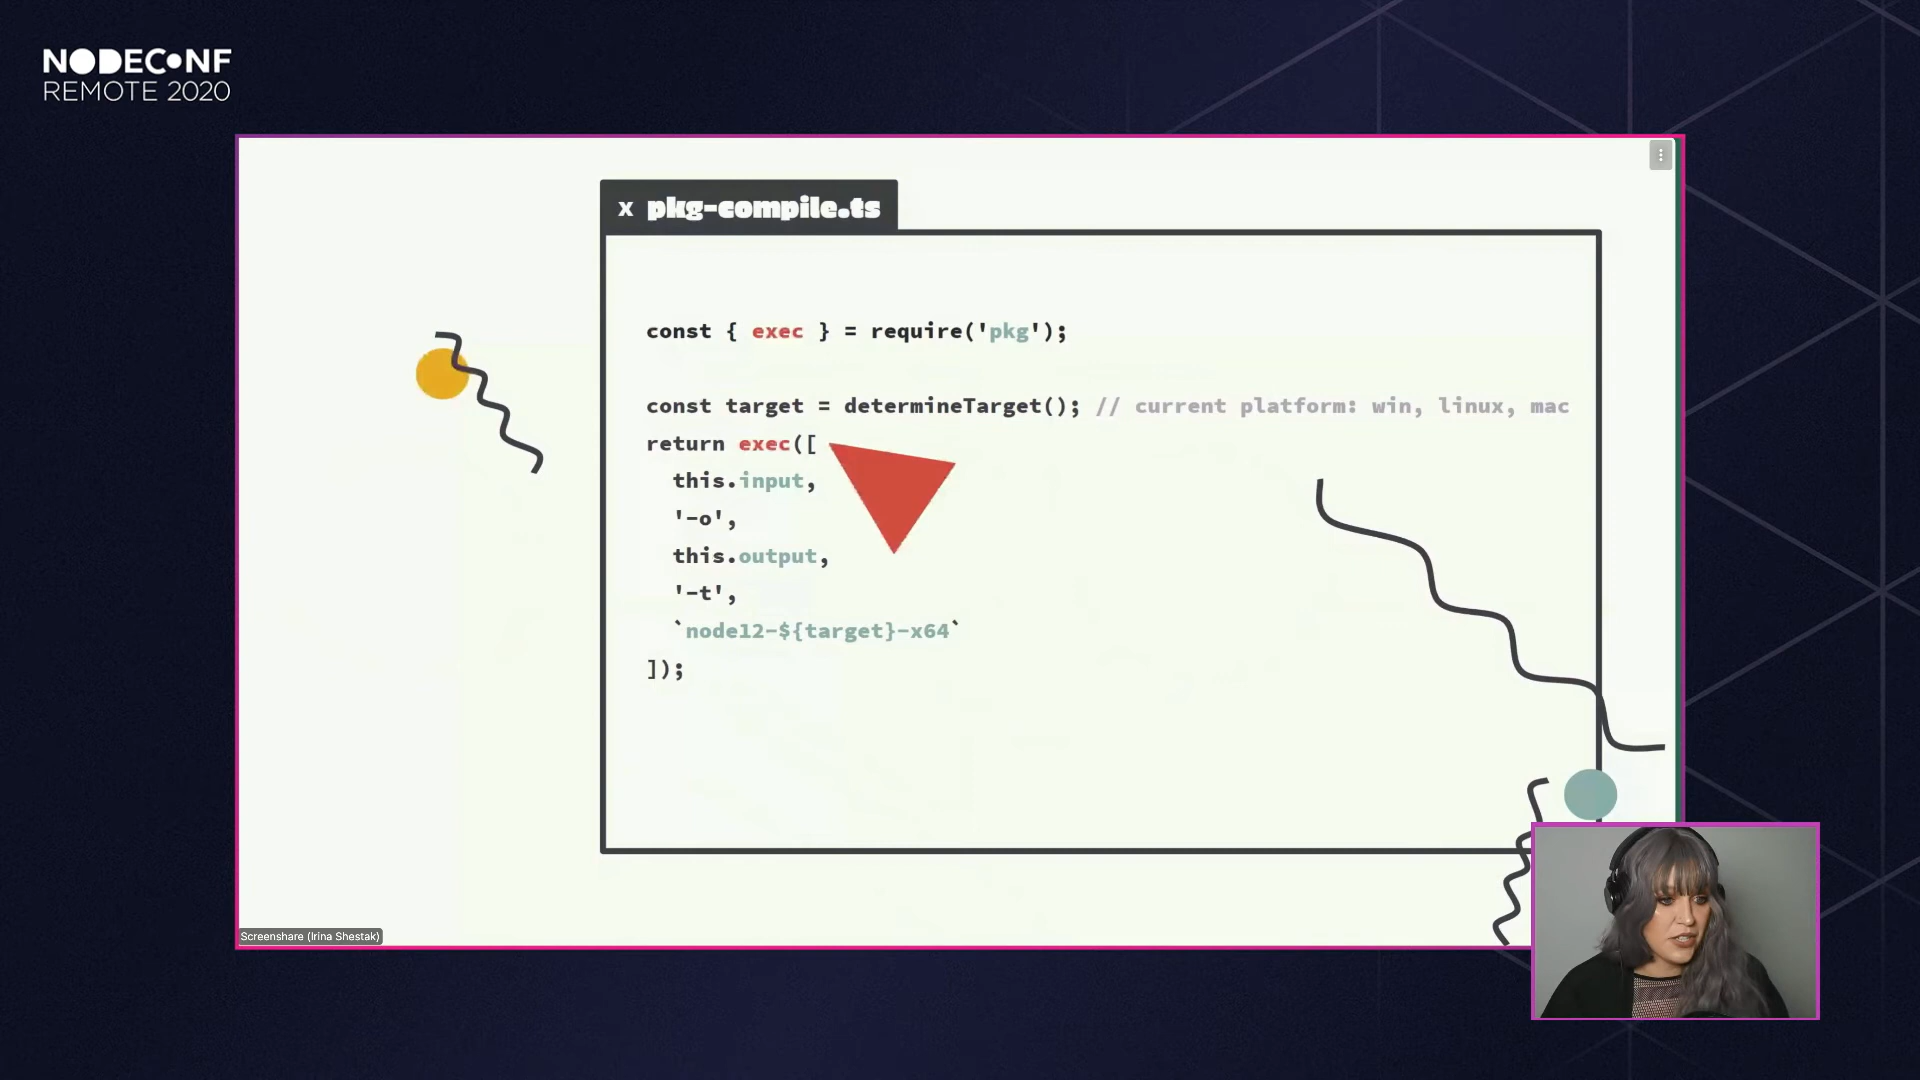 NODECONF
REMOTE 2020
x pkg-compile.ts
const { exec } = require('pkg');
const target = determineTarget(); // current platform: win, linux, mac
return exec([
this.input,
'-o',
this.output,
'-t',
`node12-${target}-x64`
]);
Screenshare (Irina Shestak)